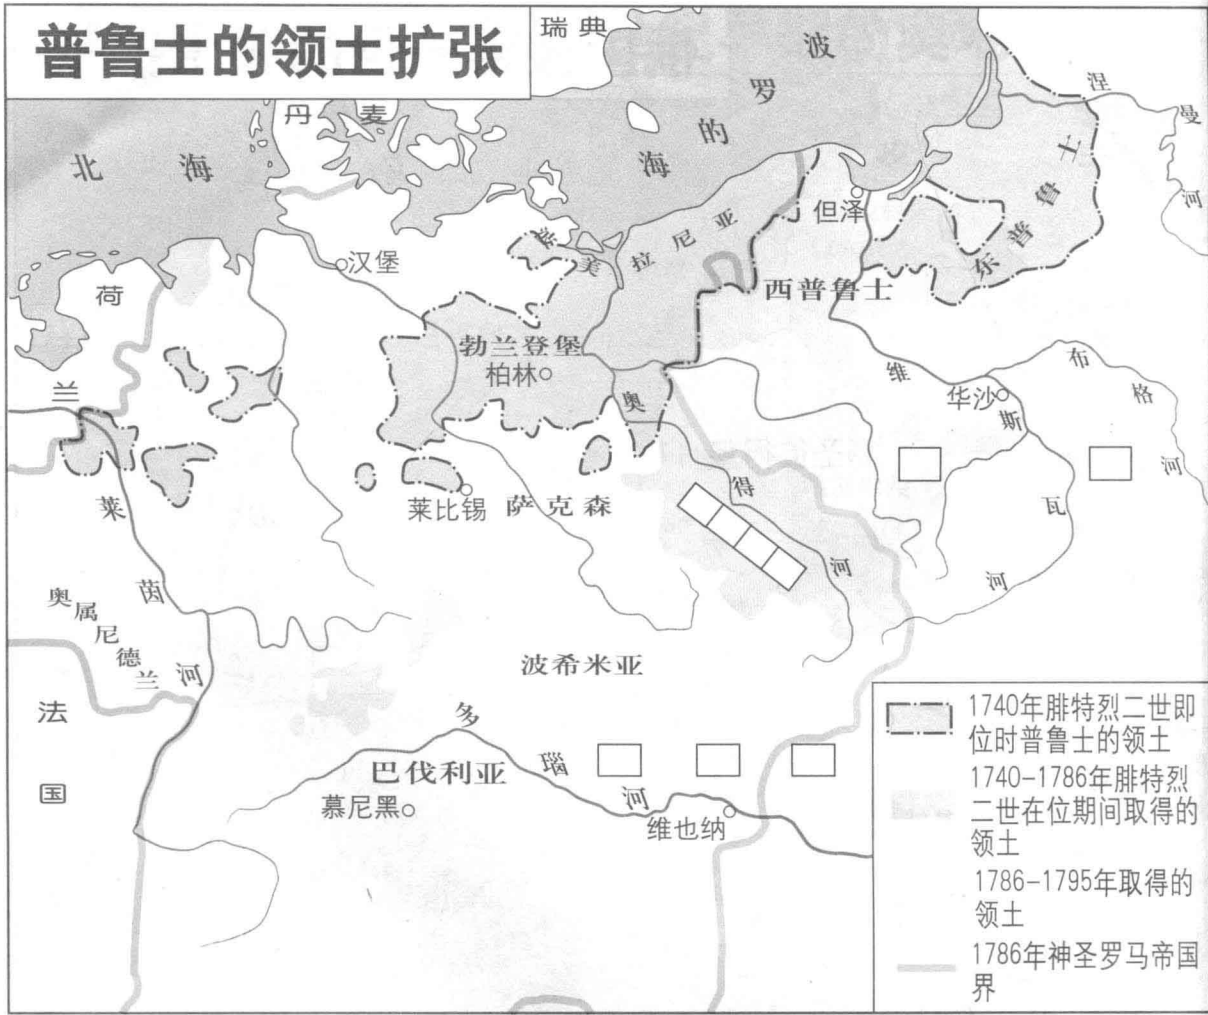 普鲁士的领土扩张
瑞典
波罗的海
丹麦
北海
涅曼河
但泽
东普鲁士
波美拉尼亚
汉堡
荷兰
西普鲁士
勃兰登堡
柏林
奥得河
维斯瓦河
布格河
华沙
莱茵河
莱比锡
萨克森
奥属尼德兰
波希米亚
法国
多瑙河
巴伐利亚
慕尼黑
维也纳
1740年腓特烈二世即
位时普鲁士的领土
1740-1786年腓特烈
二世在位期间取得的
领土
1786-1795年取得的
领土
1786年神圣罗马帝国
界